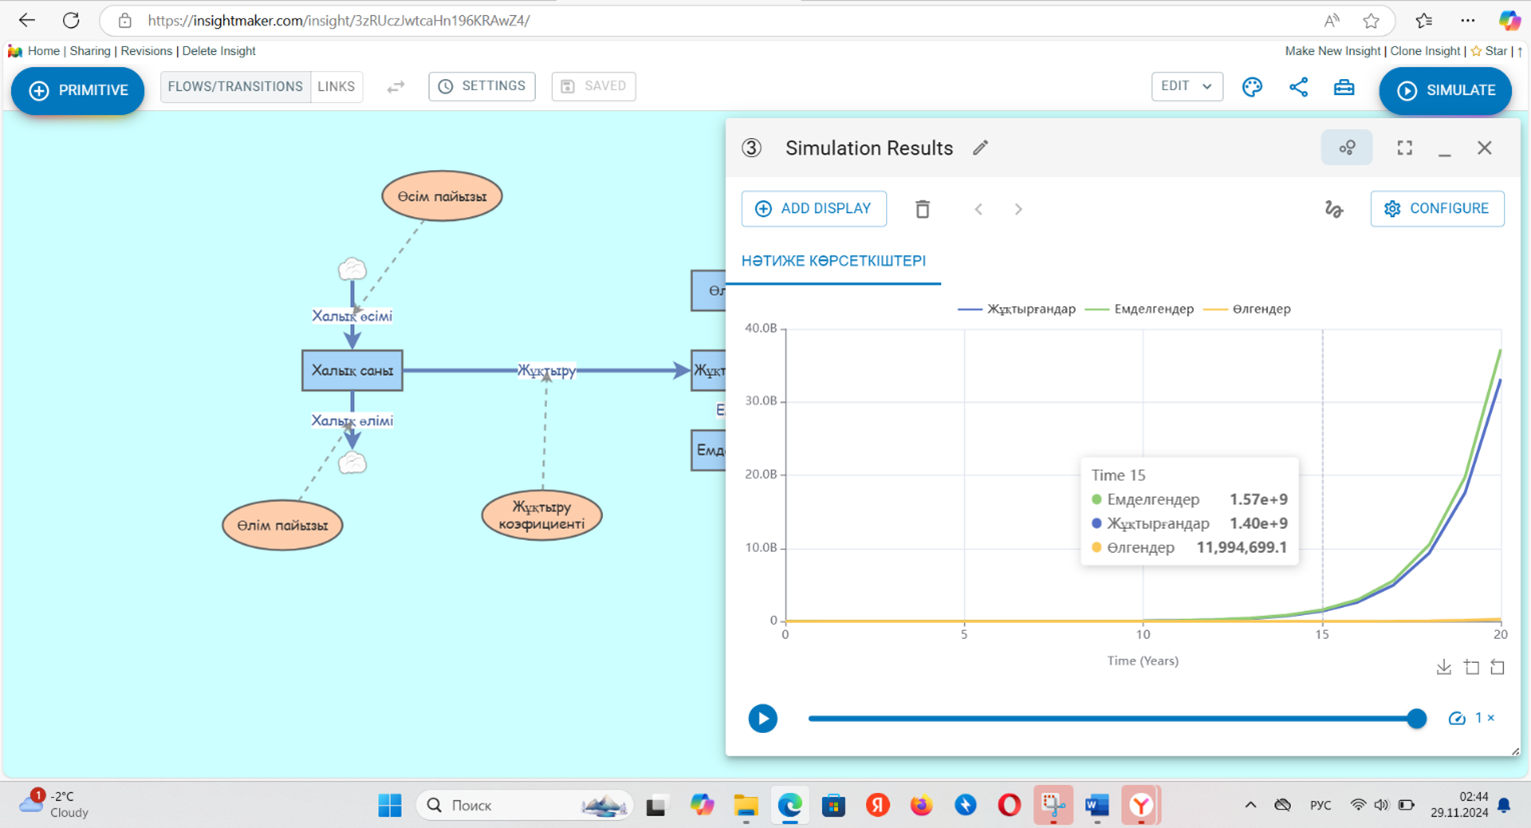 https://insightmaker.com/insight/3zRUczJwtcaHn196KRAwZ4/
Home | Sharing | Revisions | Delete Insight
Make New Insight | Clone Insight | Star |
PRIMITIVE
FLOWS/TRANSITIONS LINKS
SETTINGS
SAVED
EDIT
SIMULATE
Өсім пайызы
Халық өсімі
Халық саны
Жұқтыру
Халық өлімі
Өлім пайызы
Жұқтыру
коэфициенті
Өл
Жұқт
Е
Емд
3 Simulation Results
ADD DISPLAY
CONFIGURE
НӘТИЖЕ КӨРСЕТКІШТЕРІ
Жұқтырғандар Емделгендер Өлгендер
40.0B
30.0B
20.0B
10.0B
0
Time 15
Емделгендер 1.57e+9
Жұқтырғандар 1.40e+9
Өлгендер 11,994,699.1
0 5 10 15 20
Time (Years)
1 ×
1
-2°C
Cloudy
Поиск
РУС
02:44
29.11.2024